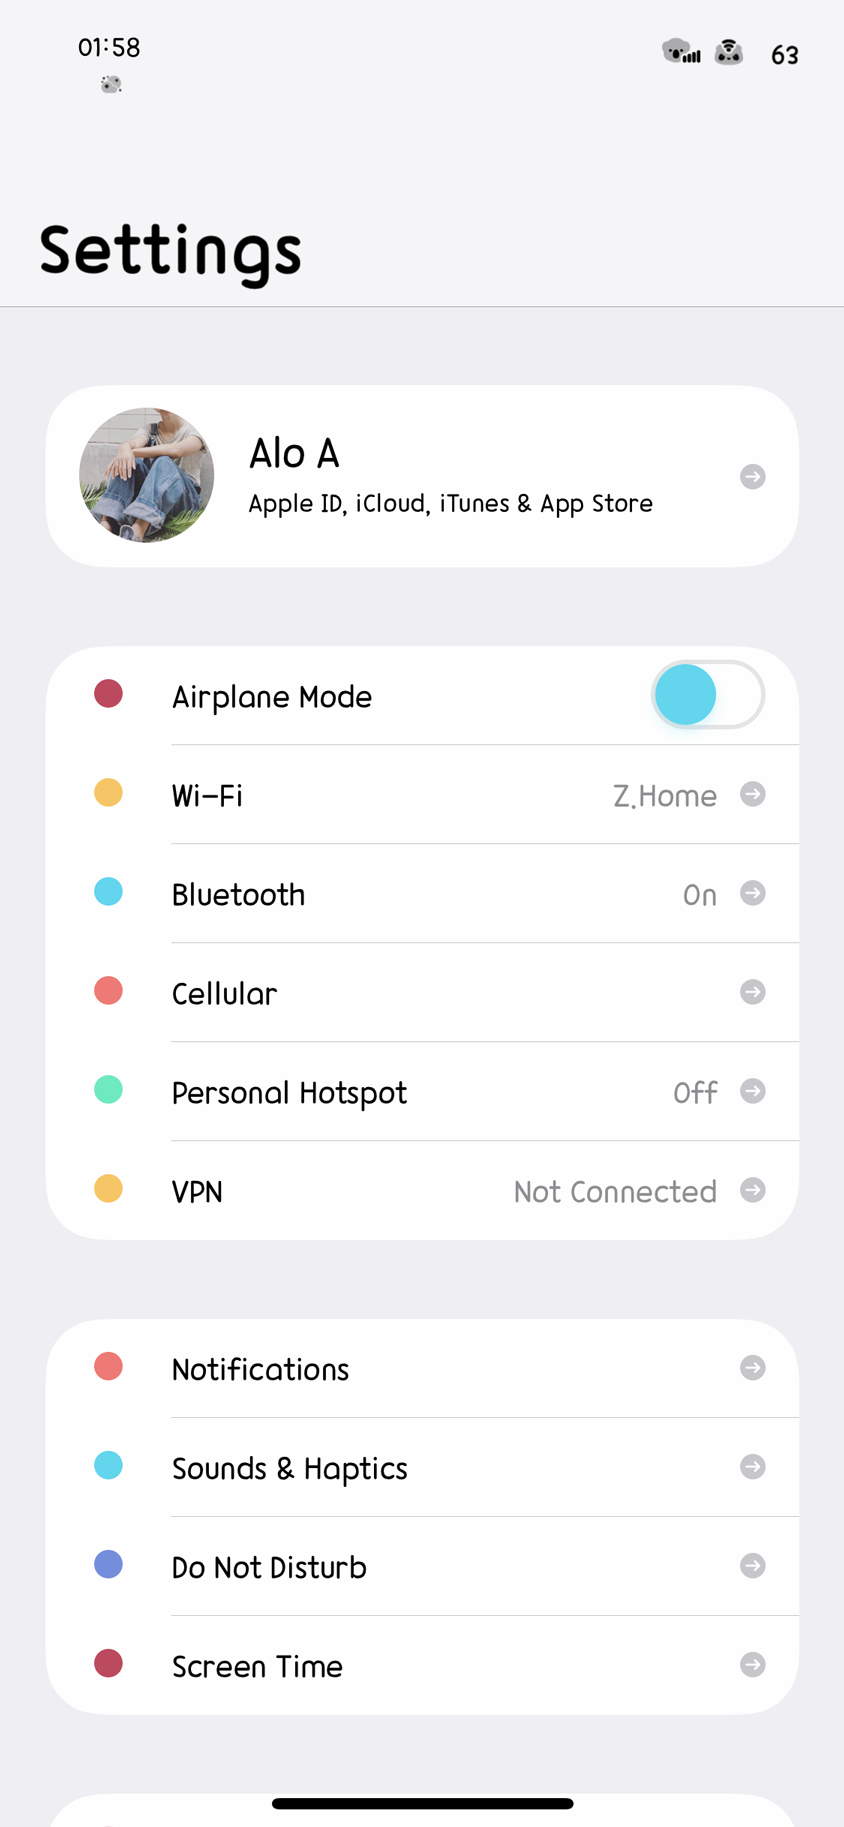 01:58
63
Settings
Alo A
Apple ID, iCloud, iTunes & App Store
Airplane Mode
Wi-Fi Z.Home
Bluetooth On
Cellular
Personal Hotspot Off
VPN Not Connected
Notifications
Sounds & Haptics
Do Not Disturb
Screen Time